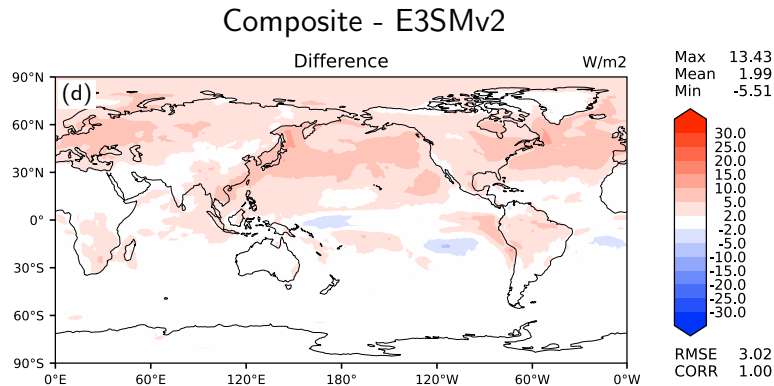 Composite - E3SMv2
Difference
W/m2
Max 13.43
Mean 1.99
Min -5.51
(d)
90°N
60°N
30°N
0°
30°S
60°S
90°S
0°E 60°E 120°E 180°E 120°W 60°W 0°W
30.0
25.0
20.0
15.0
10.0
5.0
2.0
-2.0
-5.0
-10.0
-15.0
-20.0
-25.0
-30.0
RMSE 3.02
CORR 1.00